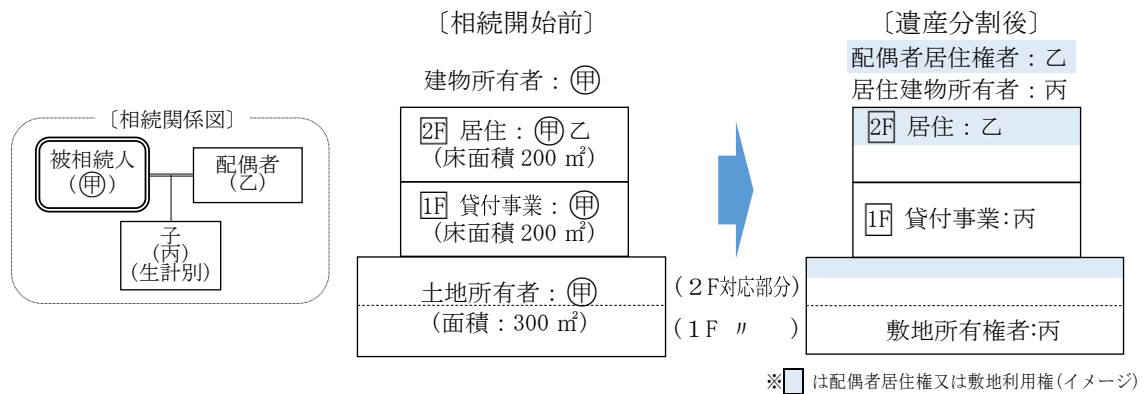 〔相続開始前〕
〔遺産分割後〕
〔相続関係図〕
被相続人
(㊙甲)
配偶者
(乙)
子
(丙)
(生計別)
建物所有者：甲
2F 居住：甲乙
(床面積 200 ㎡)
1F 貸付事業：甲
(床面積 200 ㎡)
土地所有者：甲
(面積：300 ㎡)
(２F対応部分)
(１F 〃 )
配偶者居住権者：乙
居住建物所有者：丙
2F 居住：乙
1F 貸付事業：丙
敷地所有権者:丙
※ は配偶者居住権又は敷地利用権(イメージ)